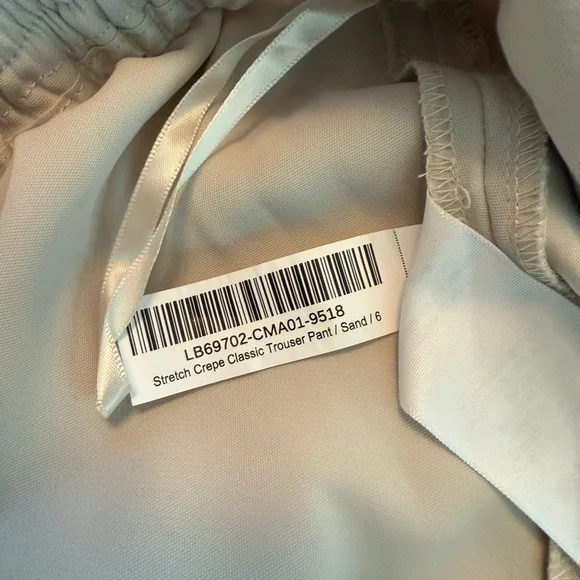 LB69702-CMA01-9518
Stretch Crepe Classic Trouser Pant / Sand / 6